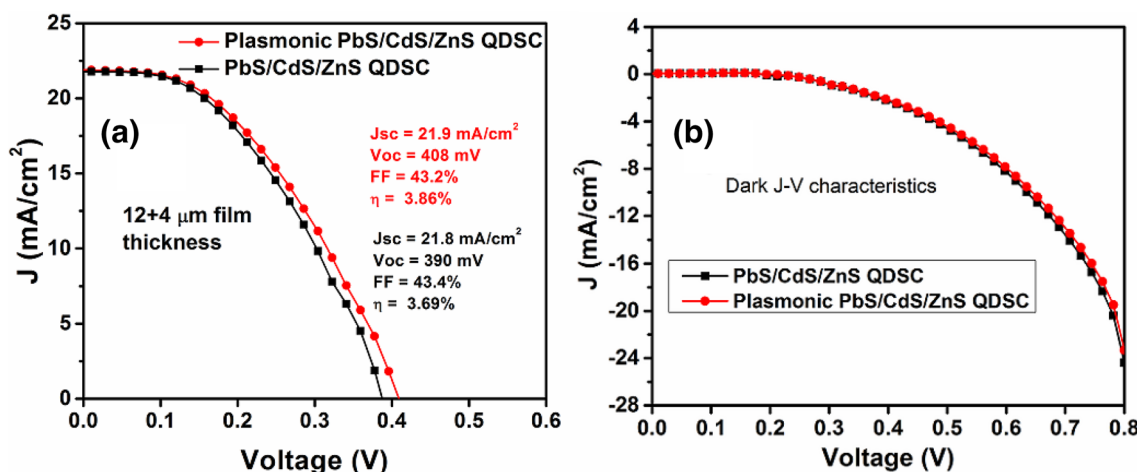 (a)
Plasmonic PbS/CdS/ZnS QDSC
PbS/CdS/ZnS QDSC
Jsc = 21.9 mA/cm²
Voc = 408 mV
FF = 43.2%
η = 3.86%
12+4 μm film
thickness
Jsc = 21.8 mA/cm²
Voc = 390 mV
FF = 43.4%
η = 3.69%
J (mA/cm²)
25
20
15
10
5
0
0.0 0.1 0.2 0.3 0.4 0.5 0.6
Voltage (V)
(b)
Dark J-V characteristics
PbS/CdS/ZnS QDSC
Plasmonic PbS/CdS/ZnS QDSC
J (mA/cm²)
4
0
-4
-8
-12
-16
-20
-24
-28
0.0 0.1 0.2 0.3 0.4 0.5 0.6 0.7 0.8
Voltage (V)